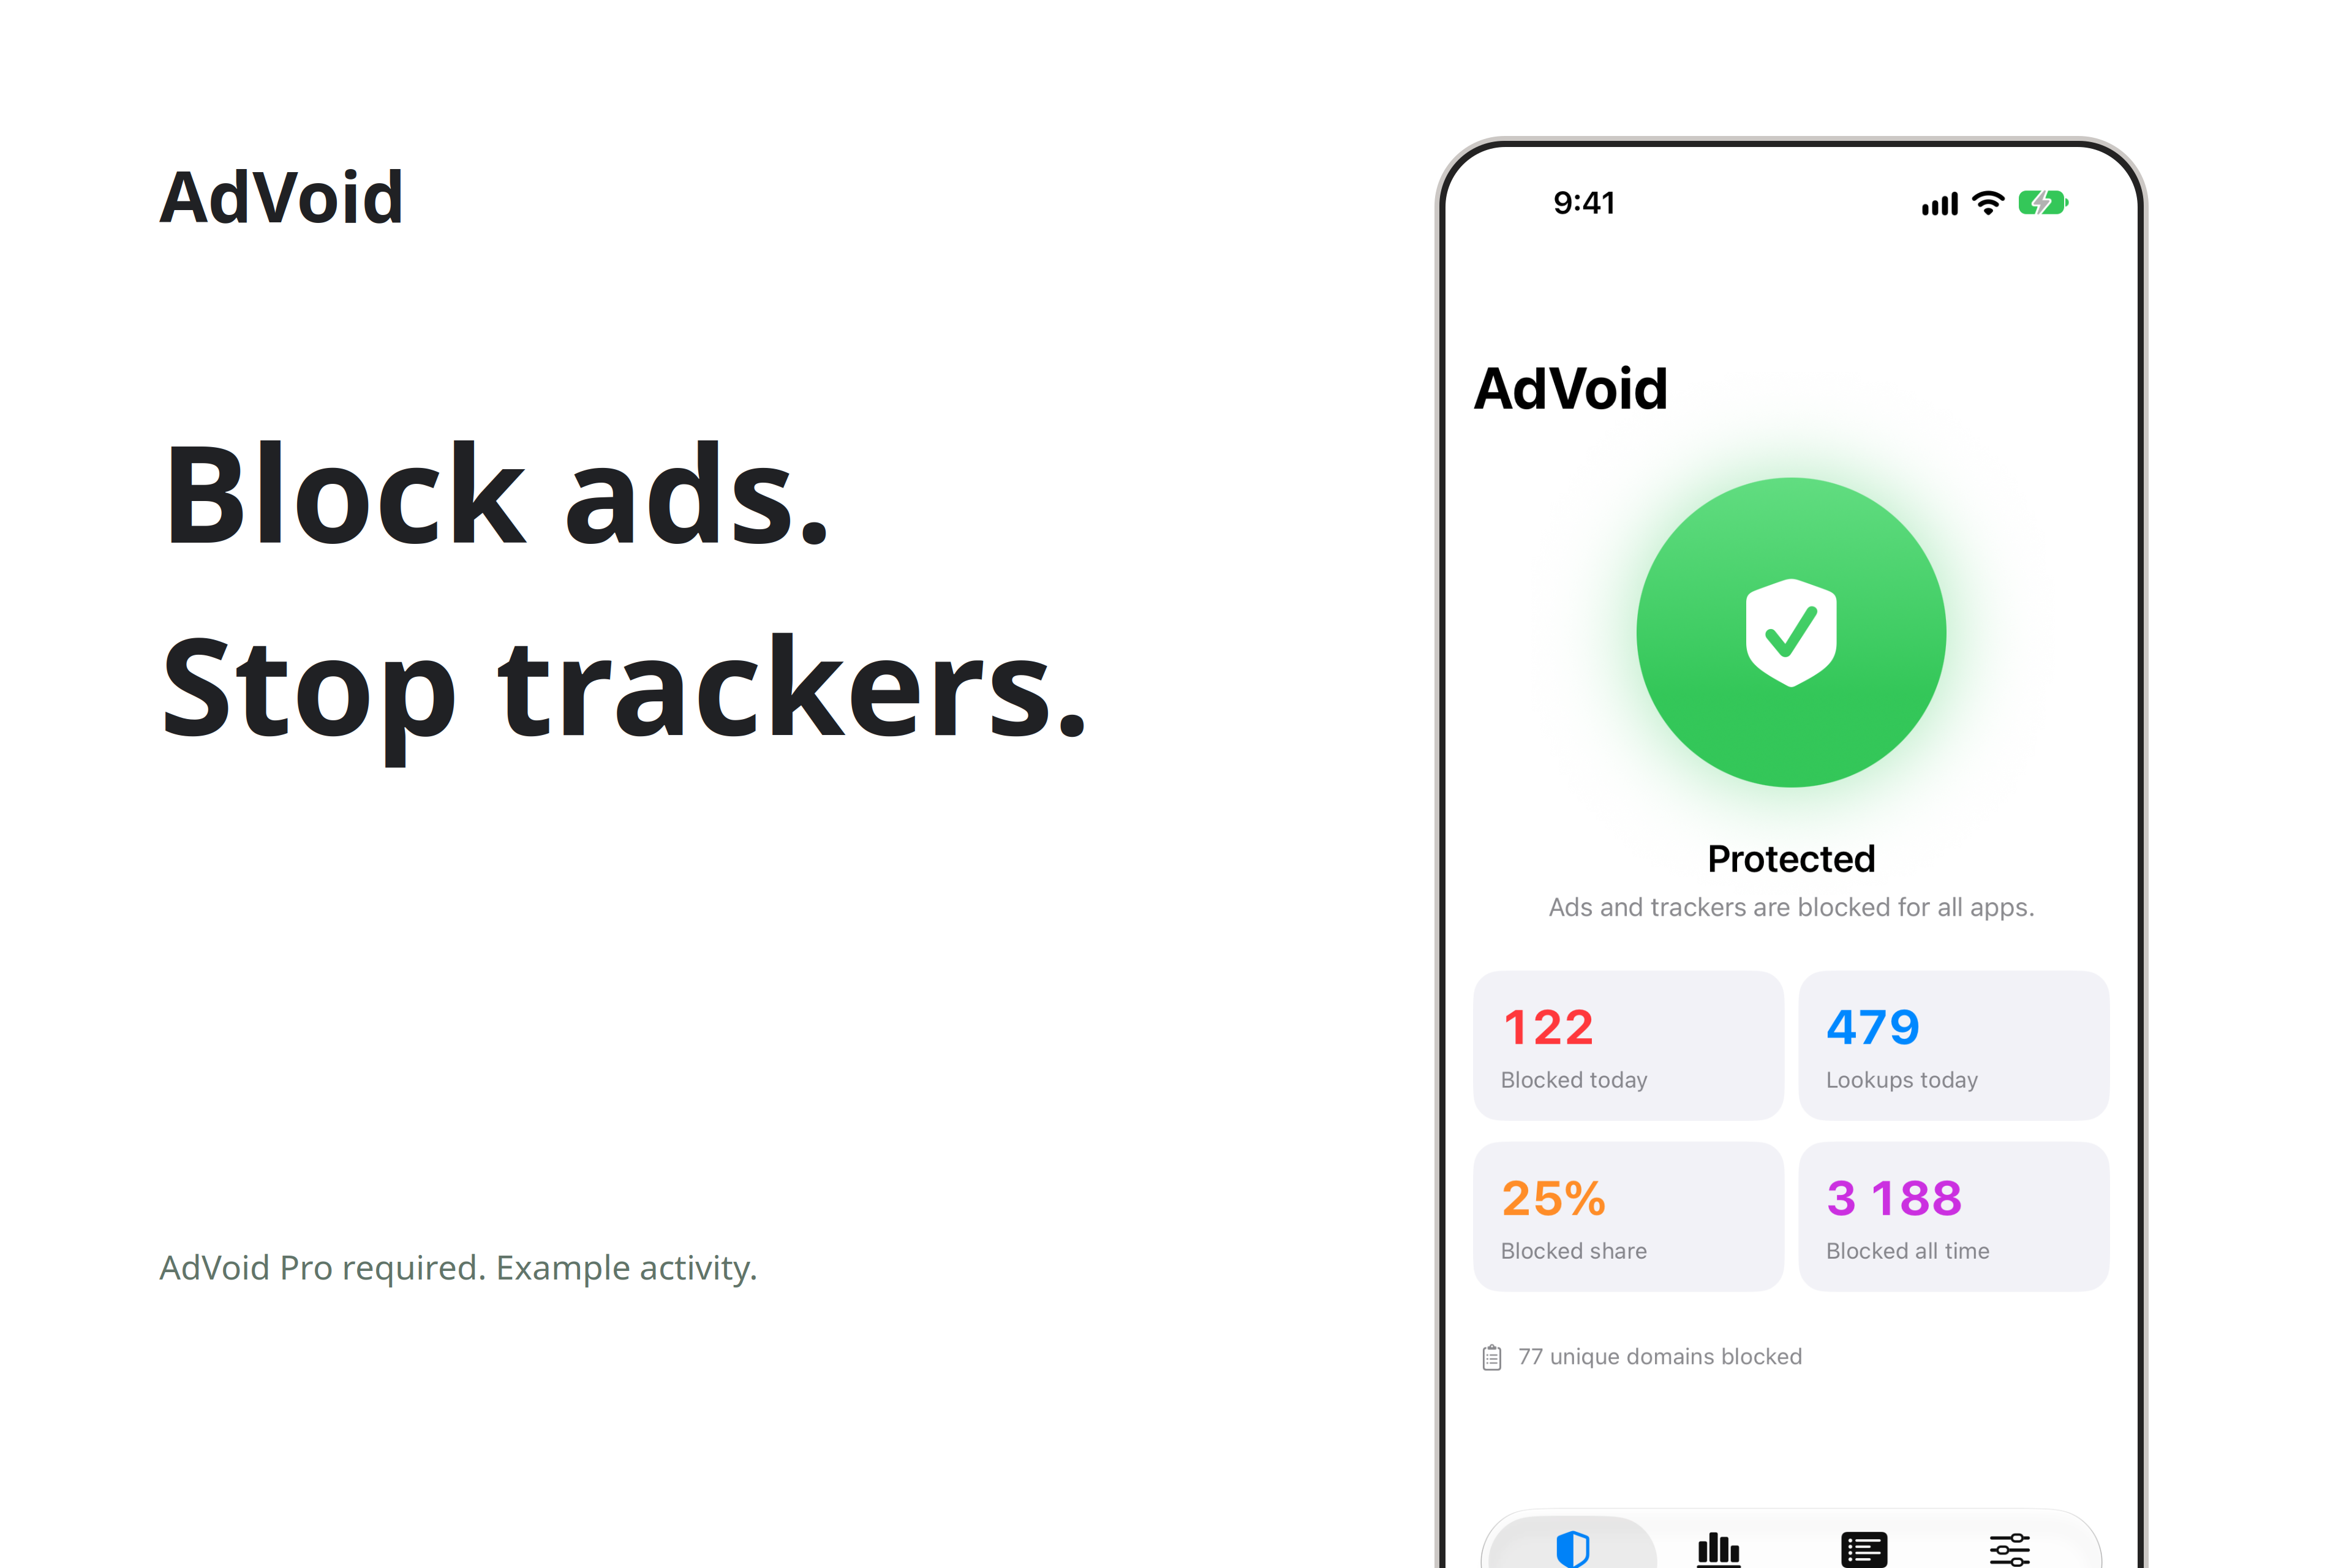 AdVoid
Block ads.
Stop trackers.
AdVoid Pro required. Example activity.
9:41
AdVoid
Protected
Ads and trackers are blocked for all apps.
122
Blocked today
479
Lookups today
25%
Blocked share
3 188
Blocked all time
77 unique domains blocked